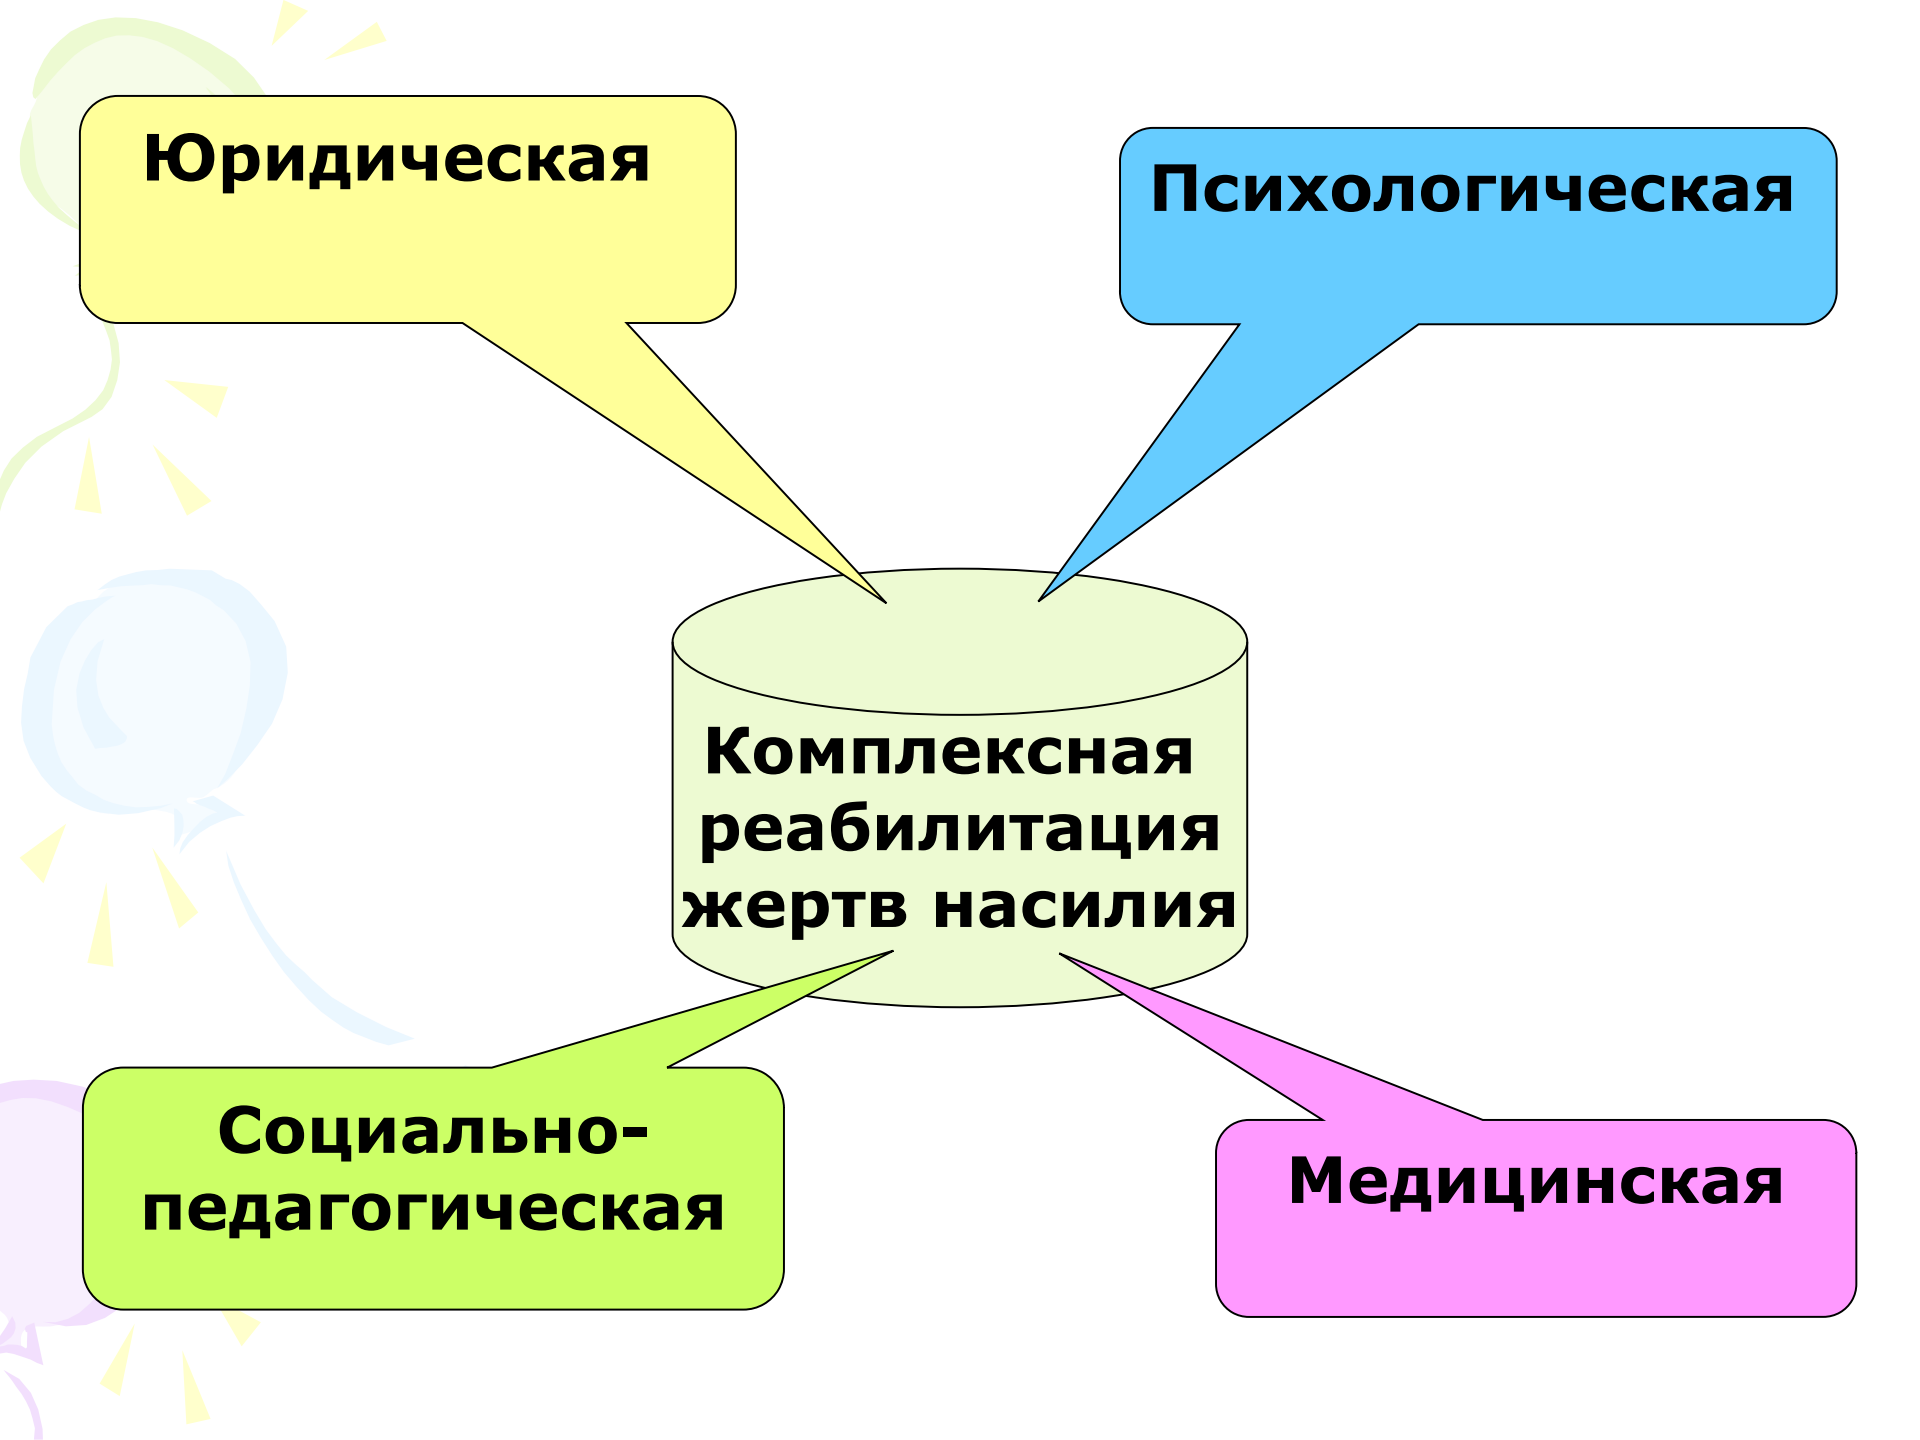 Юридическая
Психологическая
Комплексная
реабилитация
жертв насилия
Социально-
педагогическая
Медицинская